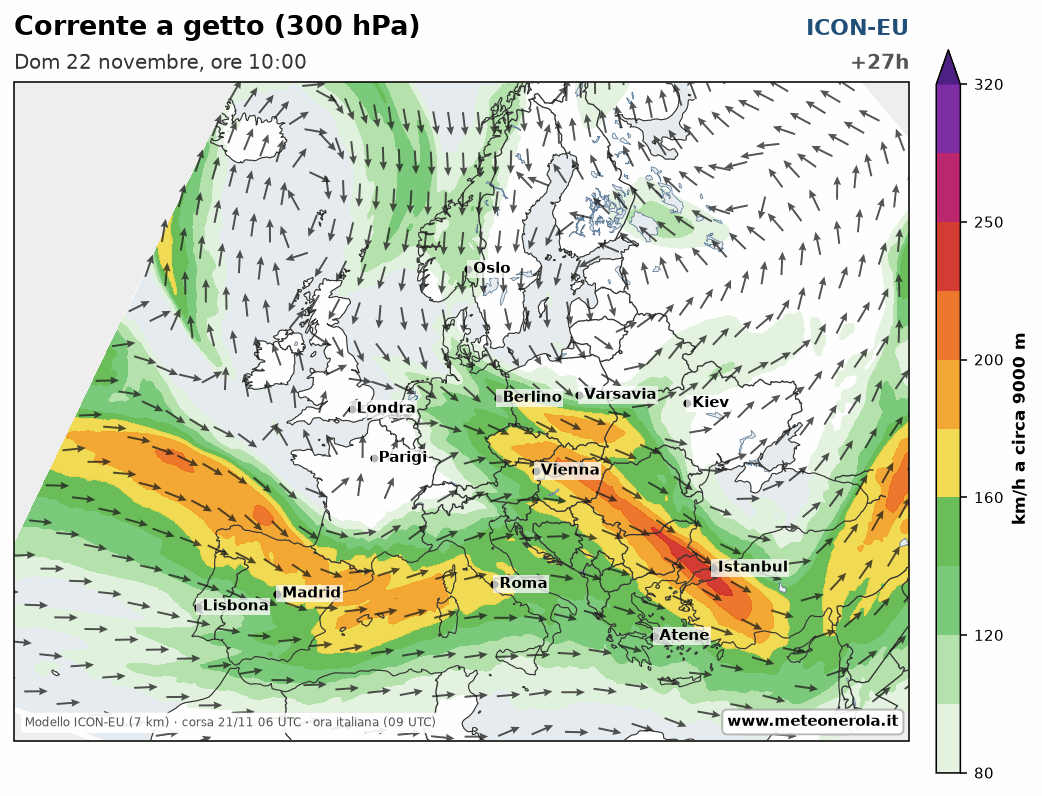 Corrente a getto (300 hPa)
ICON-EU
Dom 22 novembre, ore 10:00
+27h
320
250
200
160
120
80
km/h a circa 9000 m
Oslo
Berlino
Varsavia
Kiev
Londra
Parigi
Vienna
Istanbul
Roma
Madrid
Lisbona
Atene
Modello ICON-EU (7 km) · corsa 21/11 06 UTC · ora italiana (09 UTC)
www.meteonerola.it